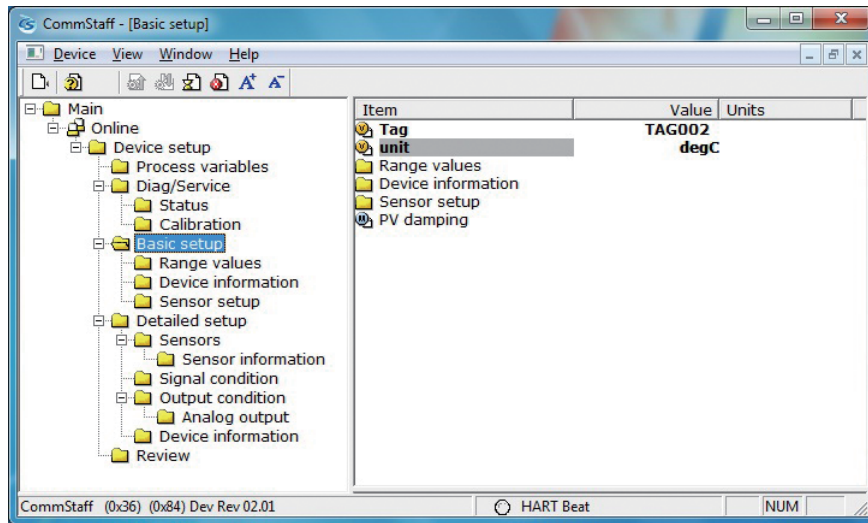 CommStaff - [Basic setup]
Device View Window Help
Main
Online
Device setup
Process variables
Diag/Service
Status
Calibration
Basic setup
Range values
Device information
Sensor setup
Detailed setup
Sensors
Sensor information
Signal condition
Output condition
Analog output
Device information
Review
Item Value Units
Tag TAG002
unit degC
Range values
Device information
Sensor setup
PV damping
CommStaff (0x36) (0x84) Dev Rev 02.01 HART Beat NUM